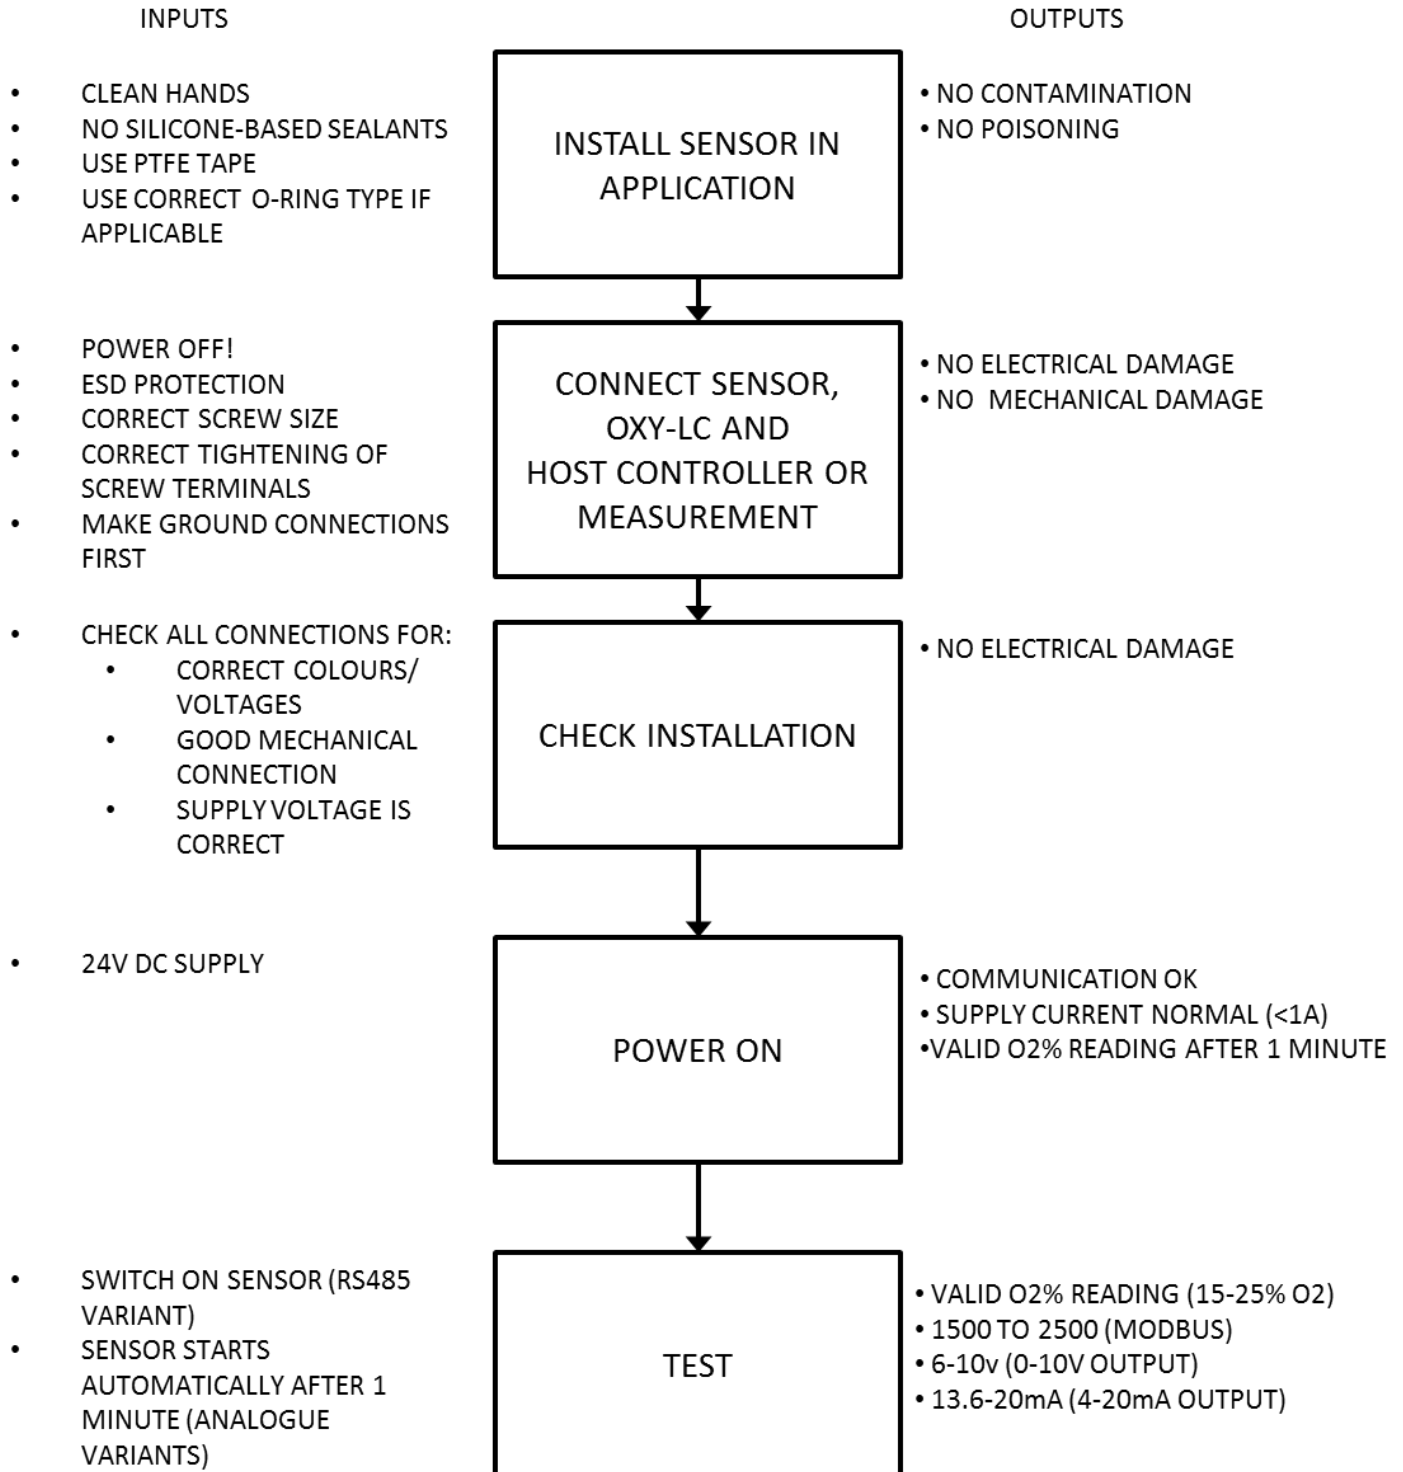 INPUTS
OUTPUTS
• CLEAN HANDS
• NO SILICONE-BASED SEALANTS
• USE PTFE TAPE
• USE CORRECT O-RING TYPE IF
APPLICABLE
INSTALL SENSOR IN
APPLICATION
• NO CONTAMINATION
• NO POISONING
• POWER OFF!
• ESD PROTECTION
• CORRECT SCREW SIZE
• CORRECT TIGHTENING OF
SCREW TERMINALS
• MAKE GROUND CONNECTIONS
FIRST
CONNECT SENSOR,
OXY-LC AND
HOST CONTROLLER OR
MEASUREMENT
• NO ELECTRICAL DAMAGE
• NO MECHANICAL DAMAGE
• CHECK ALL CONNECTIONS FOR:
• CORRECT COLOURS/
VOLTAGES
• GOOD MECHANICAL
CONNECTION
• SUPPLY VOLTAGE IS
CORRECT
CHECK INSTALLATION
• NO ELECTRICAL DAMAGE
• 24V DC SUPPLY
POWER ON
• COMMUNICATION OK
• SUPPLY CURRENT NORMAL (<1A)
•VALID O2% READING AFTER 1 MINUTE
• SWITCH ON SENSOR (RS485
VARIANT)
• SENSOR STARTS
AUTOMATICALLY AFTER 1
MINUTE (ANALOGUE
VARIANTS)
TEST
• VALID O2% READING (15-25% O2)
• 1500 TO 2500 (MODBUS)
• 6-10v (0-10V OUTPUT)
• 13.6-20mA (4-20mA OUTPUT)